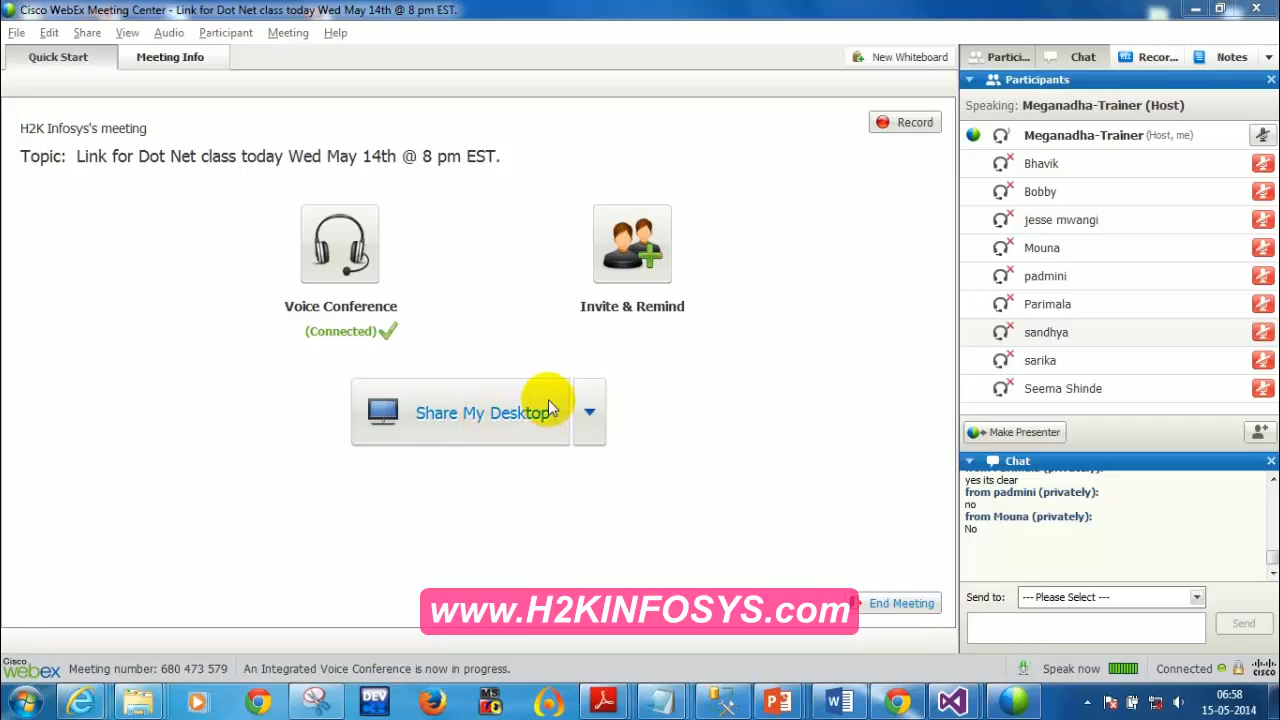 Cisco WebEx Meeting Center - Link for Dot Net class today Wed May 14th @ 8 pm EST.
File Edit Share View Audio Participant Meeting Help
Quick Start Meeting Info New Whiteboard
Partici... Chat Recor... Notes
Participants
Speaking: Meganadha-Trainer (Host)
H2K Infosys's meeting
Record
Topic: Link for Dot Net class today Wed May 14th @ 8 pm EST.
Meganadha-Trainer (Host, me)
Bhavik
Bobby
jesse mwangi
Mouna
padmini
Parimala
sandhya
sarika
Seema Shinde
Voice Conference
(Connected)
Invite & Remind
Share My Desktop
Make Presenter
Chat
yes its clear
from padmini (privately):
no
from Mouna (privately):
No
Send to: --- Please Select ---
Send
www.H2KINFOSYS.com
End Meeting
Cisco
webex Meeting number: 680 473 579 An Integrated Voice Conference is now in progress.
Speak now Connected
cisco
DEV
MS
06:58
15-05-2014